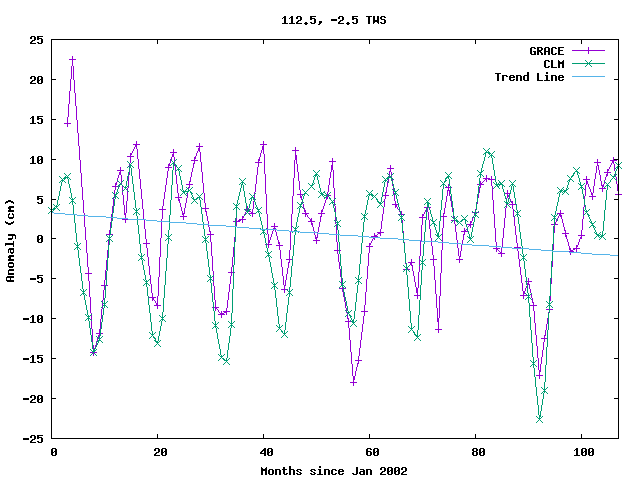 112.5, -2.5 TWS
GRACE
CLM
Trend Line
25
20
15
10
5
0
-5
-10
-15
-20
-25
Anomaly (cm)
0 20 40 60 80 100
Months since Jan 2002